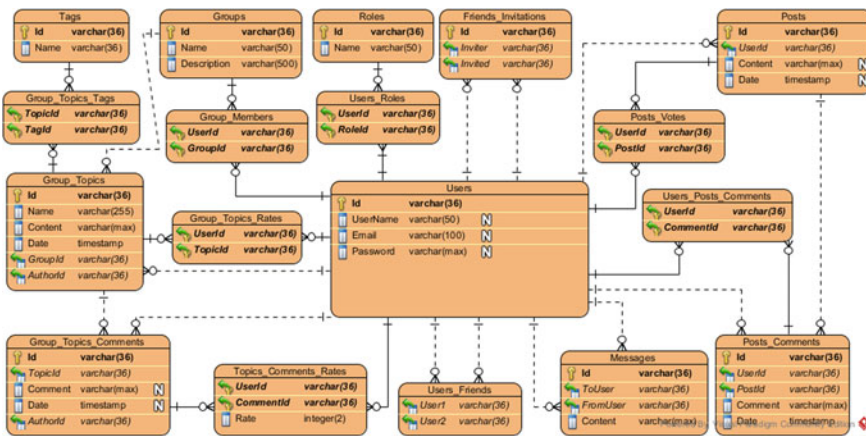 Tags
Id varchar(36)
Name varchar(36)
Groups
Id varchar(36)
Name varchar(50)
Description varchar(500)
Roles
Id varchar(36)
Name varchar(50)
Friends_Invitations
Id varchar(36)
Inviter varchar(36)
Invited varchar(36)
Posts
Id varchar(36)
UserId varchar(36)
Content varchar(max) N
Date timestamp N
Group_Topics_Tags
TopicId varchar(36)
TagId varchar(36)
Group_Members
UserId varchar(36)
GroupId varchar(36)
Users_Roles
UserId varchar(36)
RoleId varchar(36)
Posts_Votes
UserId varchar(36)
PostId varchar(36)
Group_Topics
Id varchar(36)
Name varchar(255)
Content varchar(max)
Date timestamp
GroupId varchar(36)
AuthorId varchar(36)
Group_Topics_Rates
UserId varchar(36)
TopicId varchar(36)
Users
Id varchar(36)
UserName varchar(50) N
Email varchar(100) N
Password varchar(max) N
Users_Posts_Comments
UserId varchar(36)
CommentId varchar(36)
Group_Topics_Comments
Id varchar(36)
TopicId varchar(36)
Comment varchar(max) N
Date timestamp N
AuthorId varchar(36)
Topics_Comments_Rates
UserId varchar(36)
CommentId varchar(36)
Rate integer(2)
Users_Friends
User1 varchar(36)
User2 varchar(36)
Messages
Id varchar(36)
ToUser varchar(36)
FromUser varchar(36)
Content varchar(max)
Posts_Comments
Id varchar(36)
UserId varchar(36)
PostId varchar(36)
Comment varchar(max)
Date timestamp